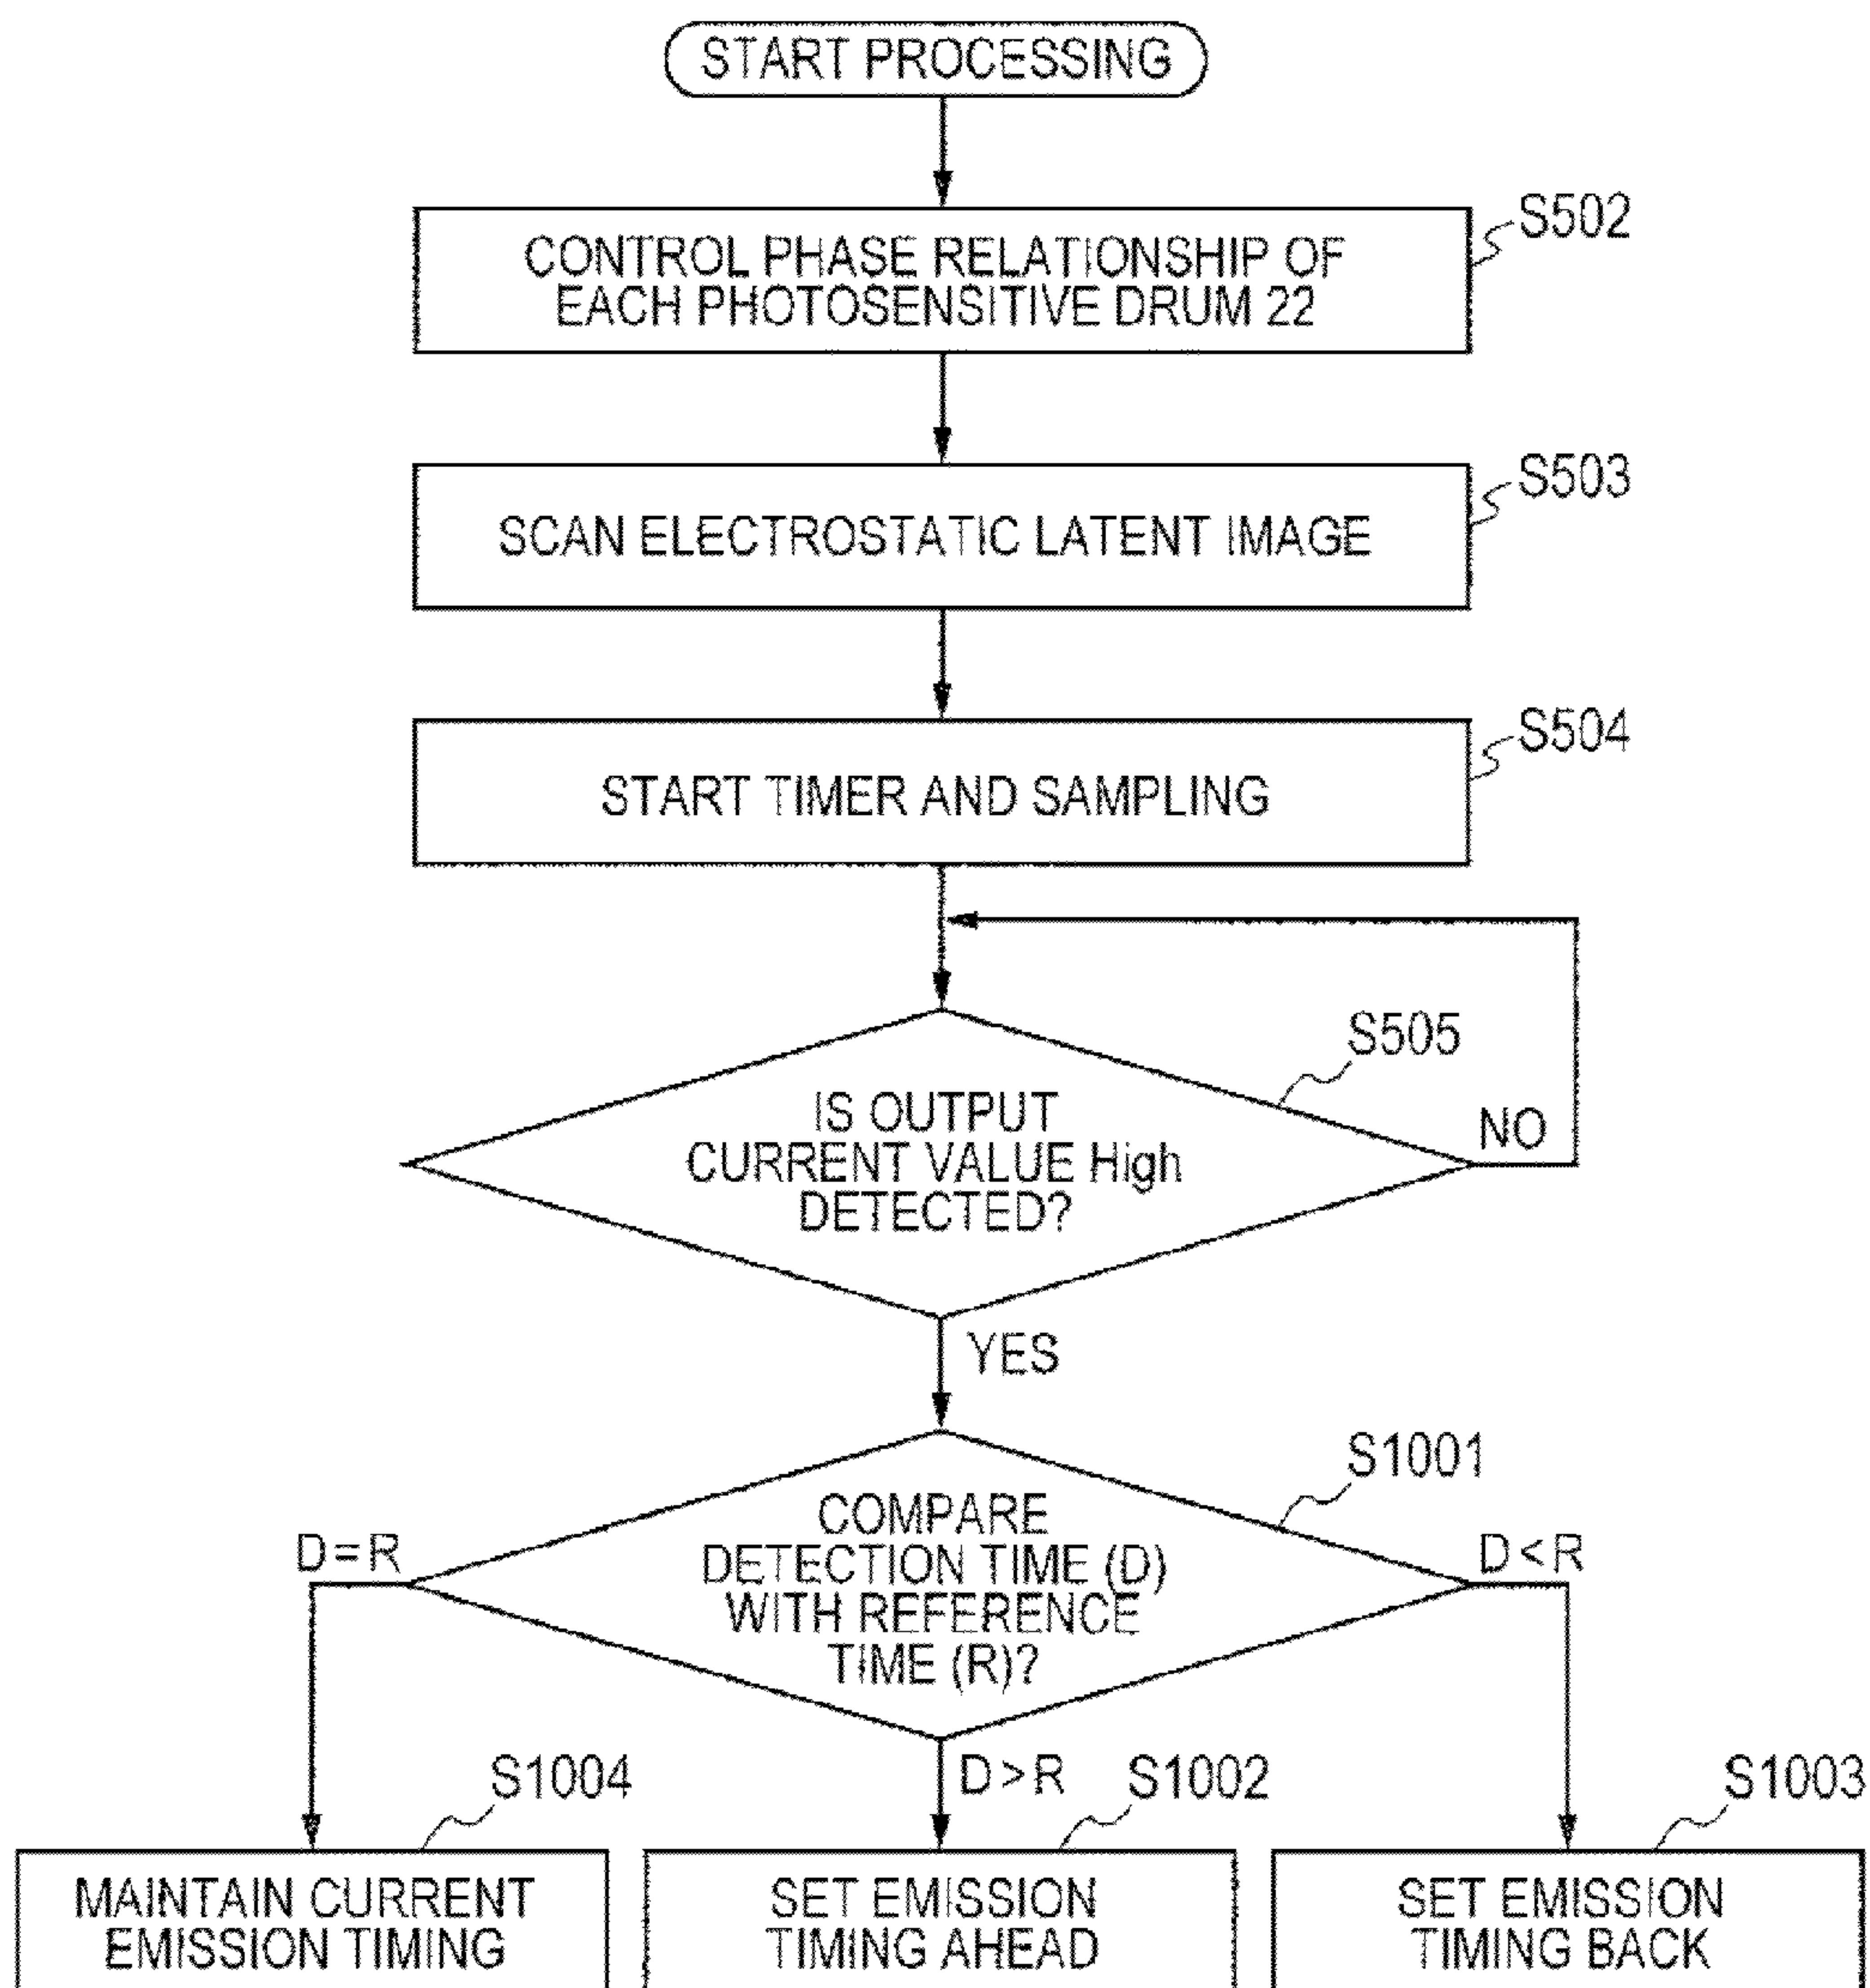 START PROCESSING
CONTROL PHASE RELATIONSHIP OF
EACH PHOTOSENSITIVE DRUM 22
S502
SCAN ELECTROSTATIC LATENT IMAGE
S503
START TIMER AND SAMPLING
S504
IS OUTPUT
CURRENT VALUE High
DETECTED?
S505
NO
YES
COMPARE
DETECTION TIME (D)
WITH REFERENCE
TIME (R)?
S1001
D=R
D<R
D>R
S1004
S1002
S1003
MAINTAIN CURRENT
EMISSION TIMING
SET EMISSION
TIMING AHEAD
SET EMISSION
TIMING BACK